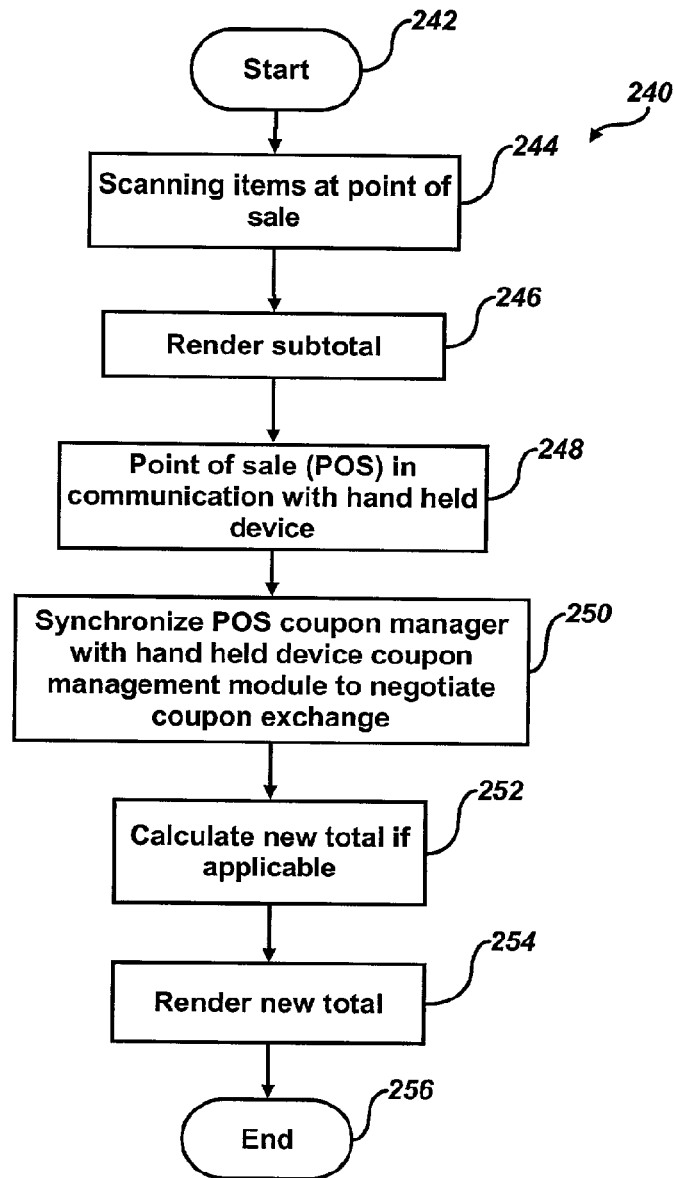 242
Start
240
244
Scanning items at point of
sale
246
Render subtotal
248
Point of sale (POS) in
communication with hand held
device
250
Synchronize POS coupon manager
with hand held device coupon
management module to negotiate
coupon exchange
252
Calculate new total if
applicable
254
Render new total
256
End